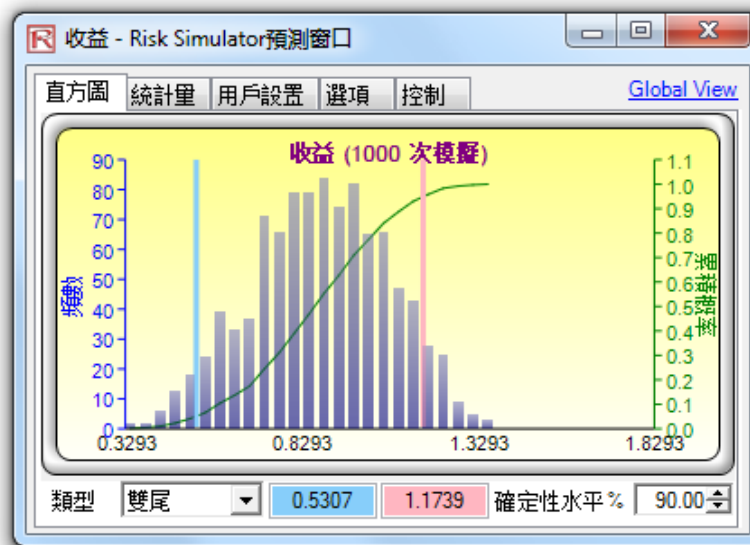 收益 - Risk Simulator預測窗口
直方圖 統計量 用戶設置 選項 控制 Global View
收益 (1000 次模擬)
90 1.1
80 1.0
70 0.9
60 0.8
50 0.7
40 0.6
30 0.5
20 0.4
10 0.3
0 0.2
0.1
0.0
頻數
累積概率
0.3293 0.8293 1.3293 1.8293
類型 雙尾 0.5307 1.1739 確定性水平% 90.00